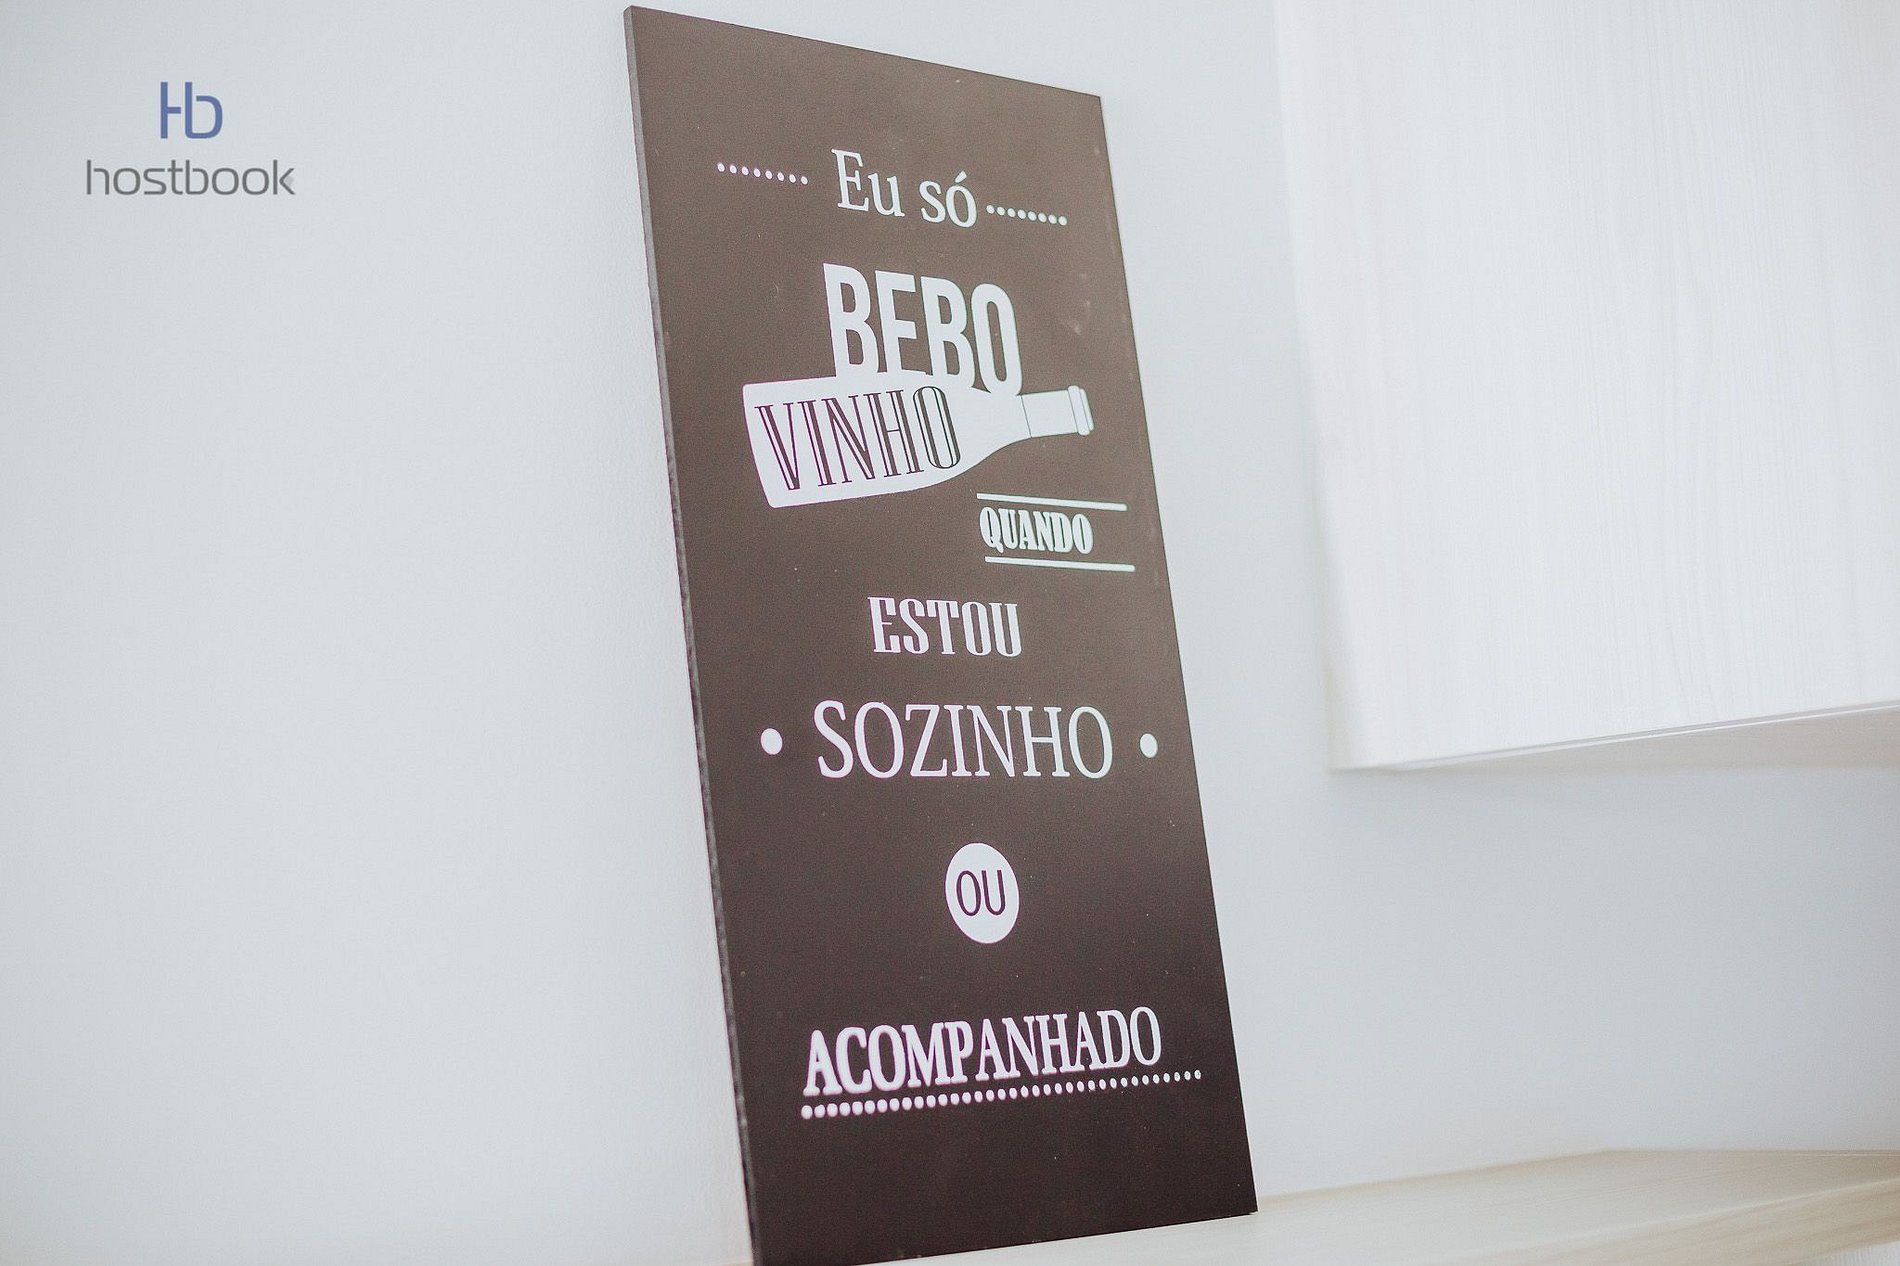 Hb
hostbook
Eu só
BEBO
VINHO
QUANDO
ESTOU
SOZINHO
OU
ACOMPANHADO